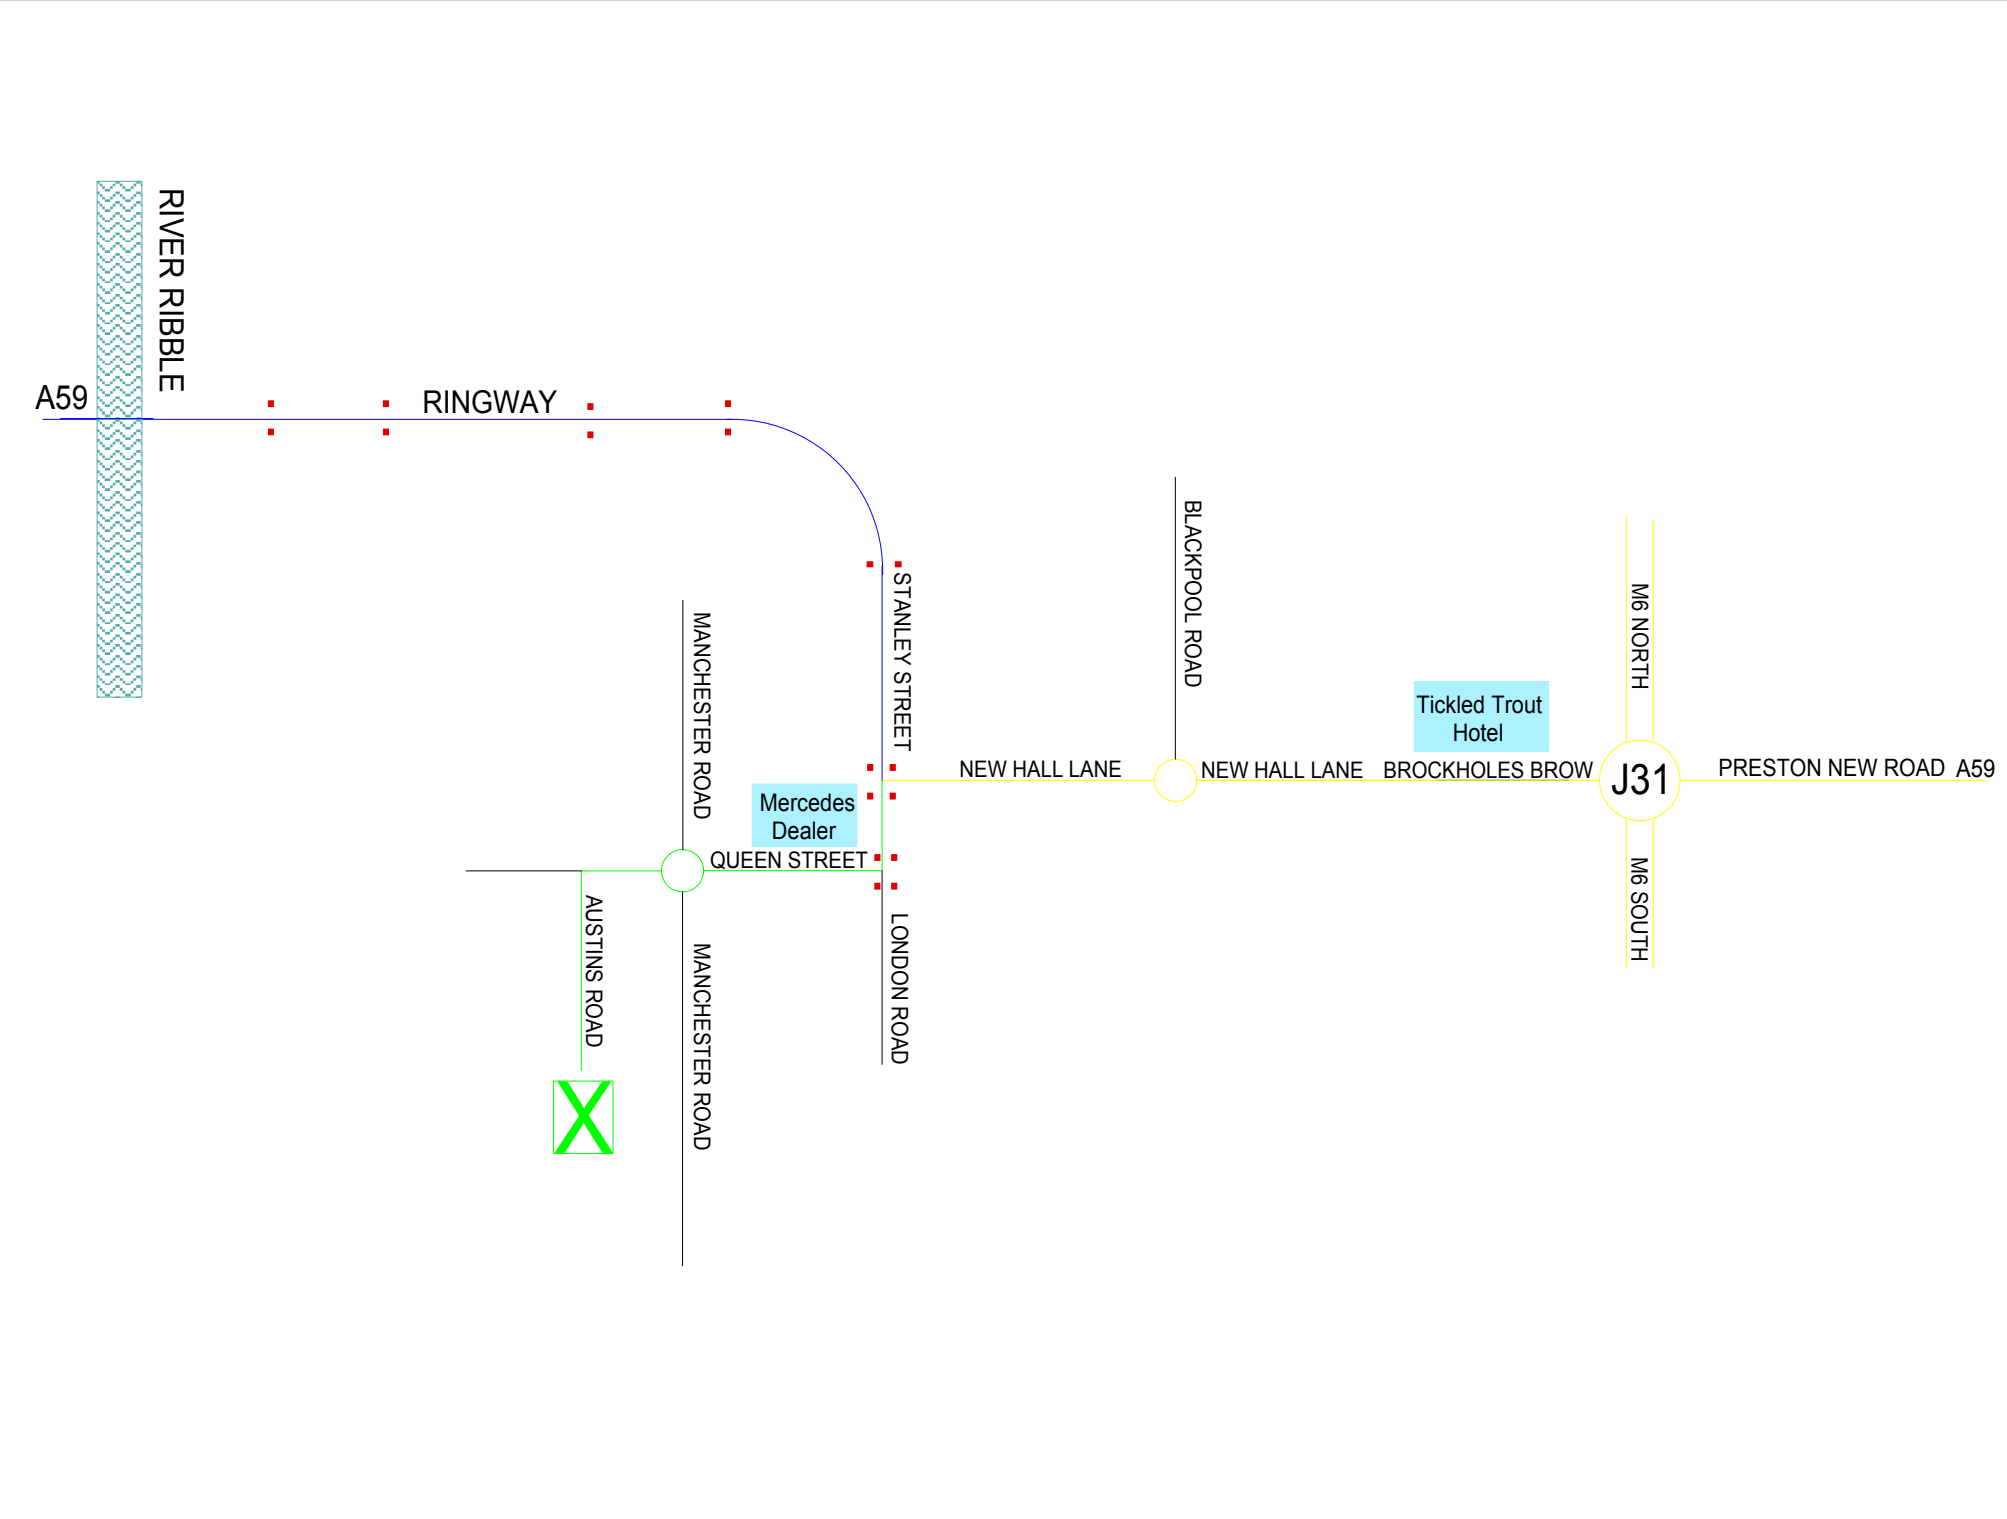 RIVER RIBBLE
A59
RINGWAY
STANLEY STREET
BLACKPOOL ROAD
M6 NORTH
MANCHESTER ROAD
Tickled Trout
Hotel
NEW HALL LANE
NEW HALL LANE
BROCKHOLES BROW
J31
PRESTON NEW ROAD A59
Mercedes
Dealer
QUEEN STREET
M6 SOUTH
AUSTINS ROAD
LONDON ROAD
MANCHESTER ROAD
X